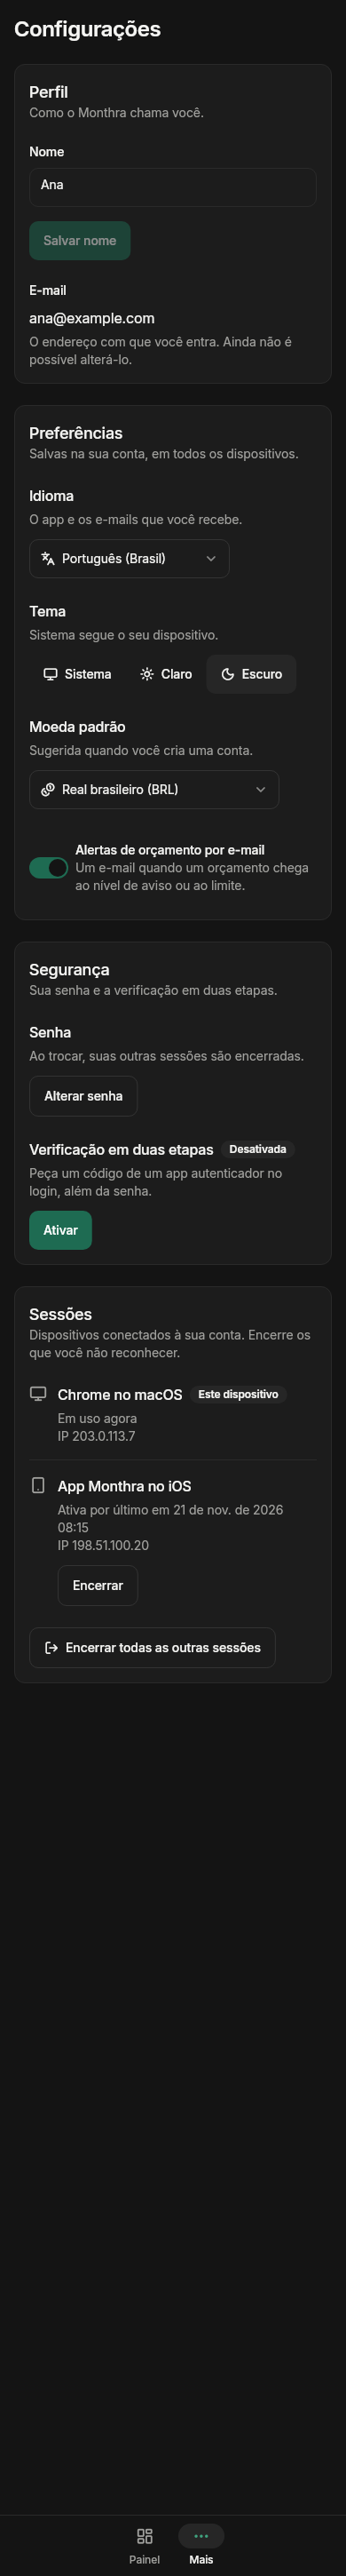 Configurações
Perfil
Como o Monthra chama você.
Nome
Ana
Salvar nome
E-mail
ana@example.com
O endereço com que você entra. Ainda não é
possível alterá-lo.
Preferências
Salvas na sua conta, em todos os dispositivos.
Idioma
O app e os e-mails que você recebe.
Português (Brasil)
Tema
Sistema segue o seu dispositivo.
Sistema Claro Escuro
Moeda padrão
Sugerida quando você cria uma conta.
Real brasileiro (BRL)
Alertas de orçamento por e-mail
Um e-mail quando um orçamento chega
ao nível de aviso ou ao limite.
Segurança
Sua senha e a verificação em duas etapas.
Senha
Ao trocar, suas outras sessões são encerradas.
Alterar senha
Verificação em duas etapas Desativada
Peça um código de um app autenticador no
login, além da senha.
Ativar
Sessões
Dispositivos conectados à sua conta. Encerre os
que você não reconhecer.
Chrome no macOS Este dispositivo
Em uso agora
IP 203.0.113.7
App Monthra no iOS
Ativa por último em 21 de nov. de 2026
08:15
IP 198.51.100.20
Encerrar
Encerrar todas as outras sessões
Painel Mais